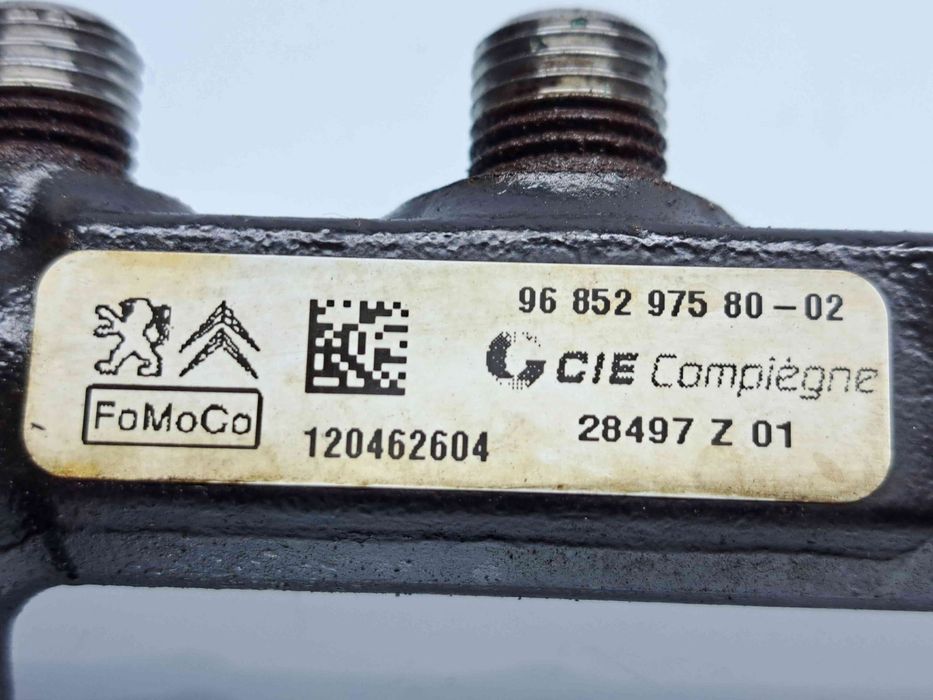 96 852 975 80-02
CIE Compiègne
FoMoCo
120462604
28497 Z 01